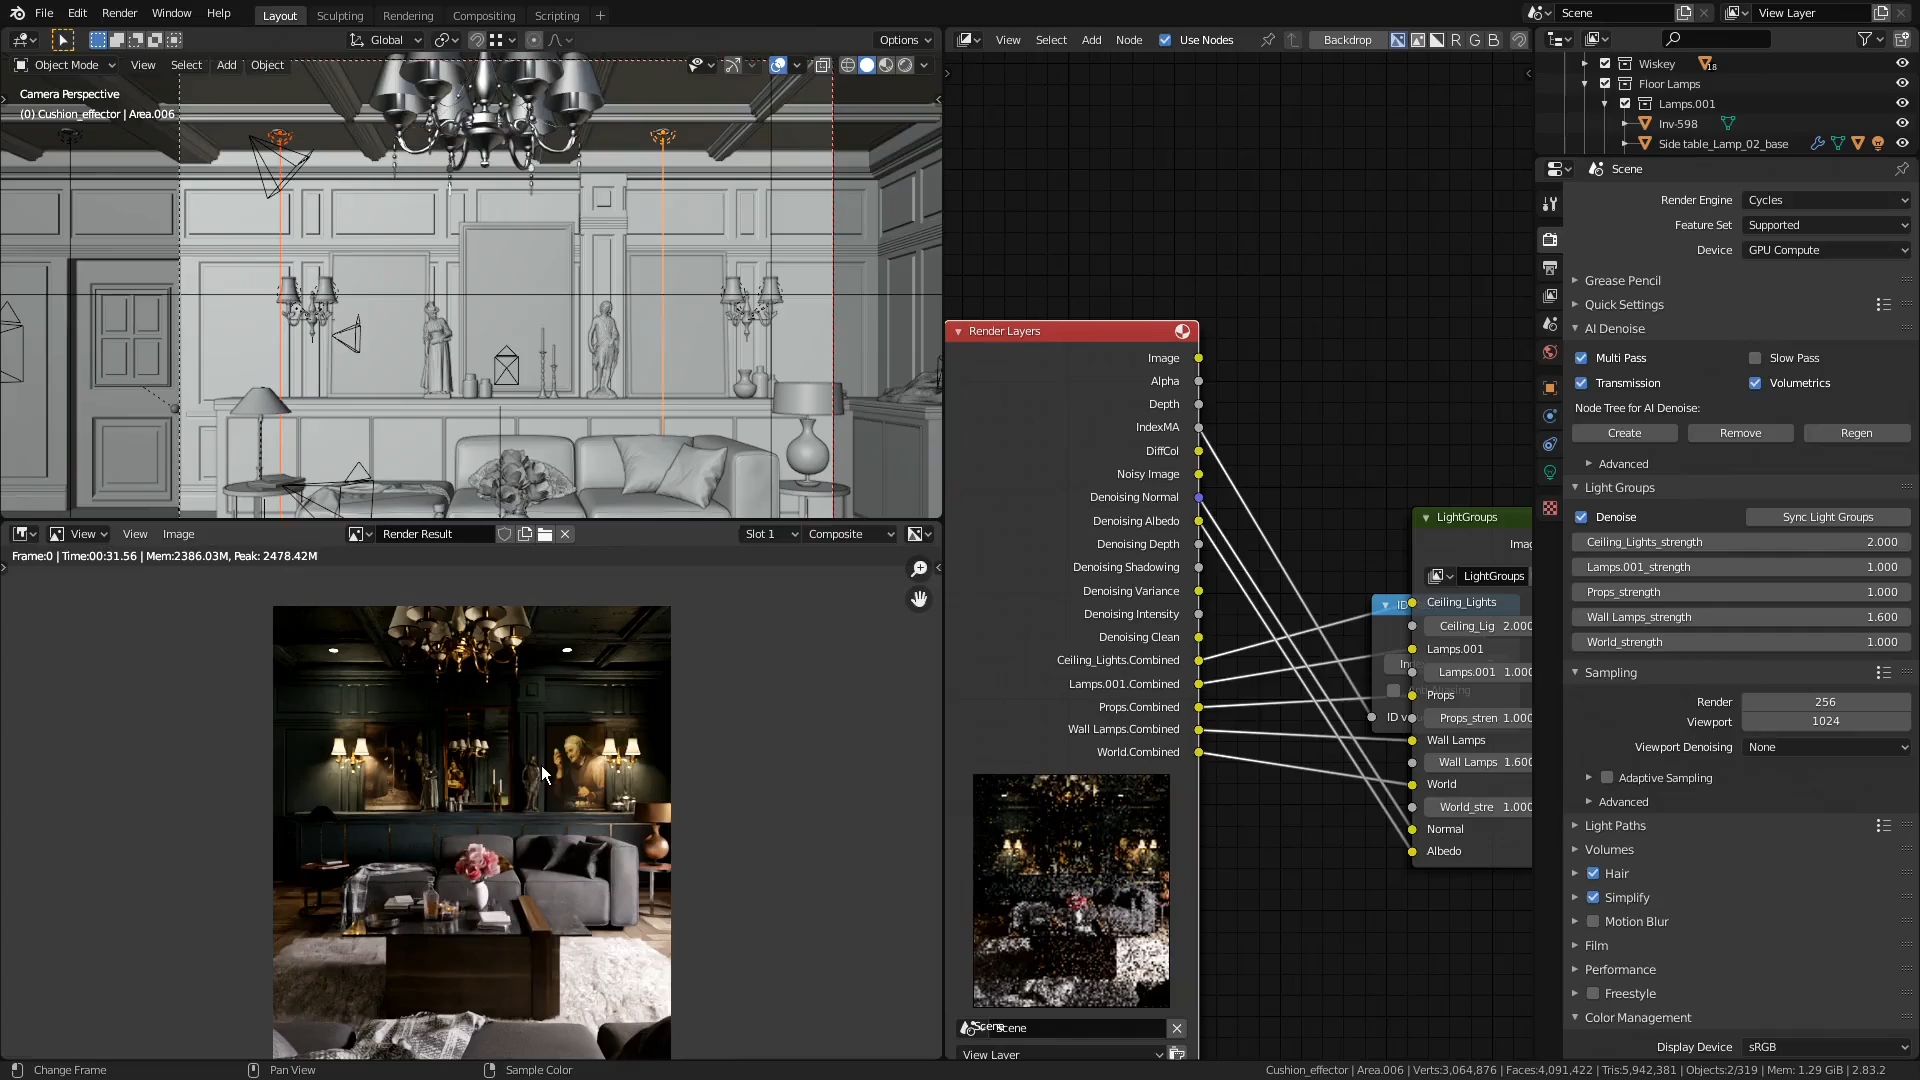 File Edit Render Window Help Layout Sculpting Rendering Compositing Scripting + Scene View Layer
Global Options
View Select Add Node Use Nodes Backdrop R G B
Object Mode View Select Add Object
Camera Perspective
(0) Cushion_effector | Area.006
Wiskey 18
Floor Lamps
Lamps.001
Inv-598
Side table_Lamp_02_base
Scene
Render Engine Cycles
Feature Set Supported
Device GPU Compute
Grease Pencil
Quick Settings
AI Denoise
Multi Pass Slow Pass
Transmission Volumetrics
Node Tree for AI Denoise:
Create Remove Regen
Advanced
Light Groups
Denoise Sync Light Groups
Ceiling_Lights_strength 2.000
Lamps.001_strength 1.000
Props_strength 1.000
Wall Lamps_strength 1.600
World_strength 1.000
Sampling
Render 256
Viewport 1024
Viewport Denoising None
Adaptive Sampling
Advanced
Light Paths
Volumes
Hair
Simplify
Motion Blur
Film
Performance
Freestyle
Color Management
Display Device sRGB
Render Layers
Image
Alpha
Depth
IndexMA
DiffCol
Noisy Image
Denoising Normal
Denoising Albedo
Denoising Depth
Denoising Shadowing
Denoising Variance
Denoising Intensity
Denoising Clean
Ceiling_Lights.Combined
Lamps.001.Combined
Props.Combined
Wall Lamps.Combined
World.Combined
Scene
View Layer
LightGroups
Imag
LightGroups
ID
Ceiling_Lights
Ceiling_Lig 2.000
Lamps.001
Lamps.001 1.000
Props
Props_stren 1.000
ID v
Wall Lamps
Wall Lamps 1.600
World
World_stre 1.000
Normal
Albedo
View View Image Render Result Slot 1 Composite
Frame:0 | Time:00:31.56 | Mem:2386.03M, Peak: 2478.42M
Change Frame Pan View Sample Color
Cushion_effector | Area.006 | Verts:3,064,876 | Faces:4,091,422 | Tris:5,942,381 | Objects:2/319 | Mem: 1.29 GiB | 2.83.2